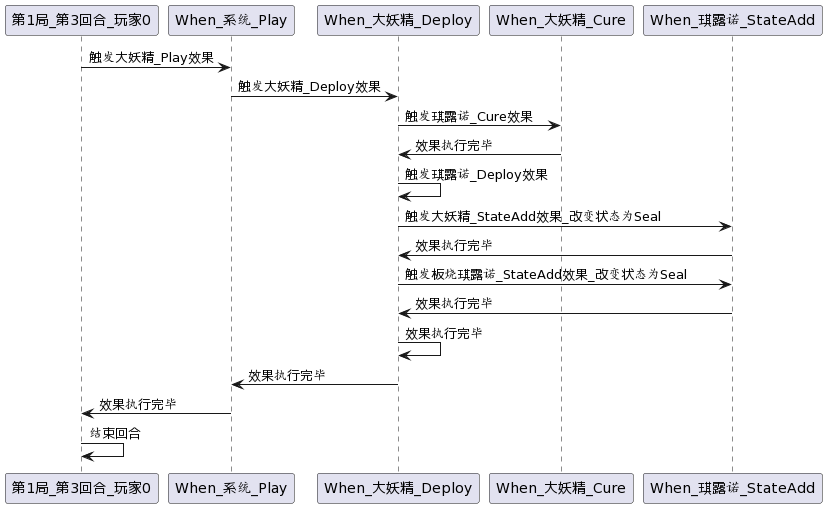 第1局_第3回合_玩家0
When_系统_Play
When_大妖精_Deploy
When_大妖精_Cure
When_琪露诺_StateAdd
触发大妖精_Play效果
触发大妖精_Deploy效果
触发琪露诺_Cure效果
效果执行完毕
触发琪露诺_Deploy效果
触发大妖精_StateAdd效果_改变状态为Seal
效果执行完毕
触发板烧琪露诺_StateAdd效果_改变状态为Seal
效果执行完毕
效果执行完毕
效果执行完毕
效果执行完毕
结束回合
第1局_第3回合_玩家0
When_系统_Play
When_大妖精_Deploy
When_大妖精_Cure
When_琪露诺_StateAdd